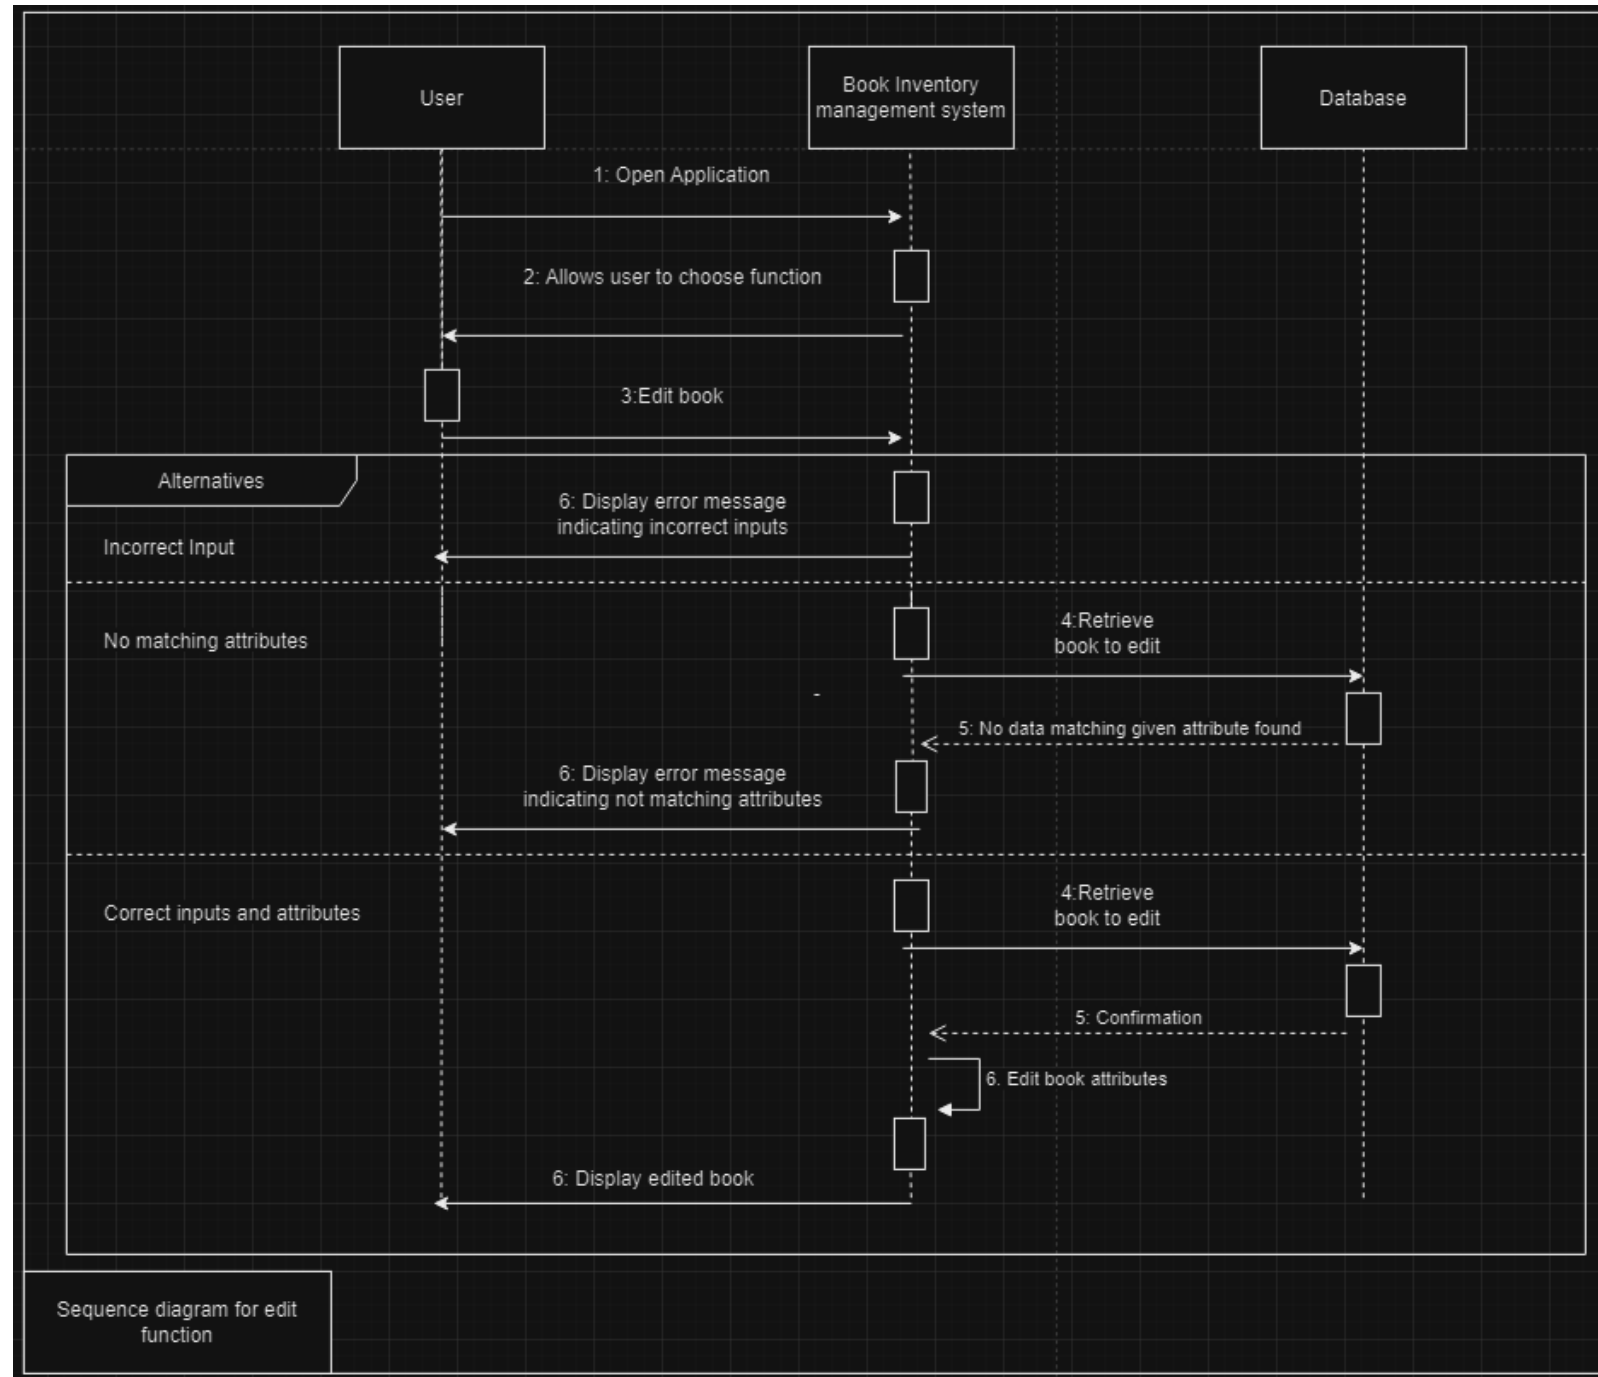 User
Book Inventory
management system
Database
1: Open Application
2: Allows user to choose function
3:Edit book
Alternatives
6: Display error message
indicating incorrect inputs
Incorrect Input
4:Retrieve
book to edit
No matching attributes
-
5: No data matching given attribute found
6: Display error message
indicating not matching attributes
4:Retrieve
book to edit
Correct inputs and attributes
5: Confirmation
6. Edit book attributes
6: Display edited book
Sequence diagram for edit
function